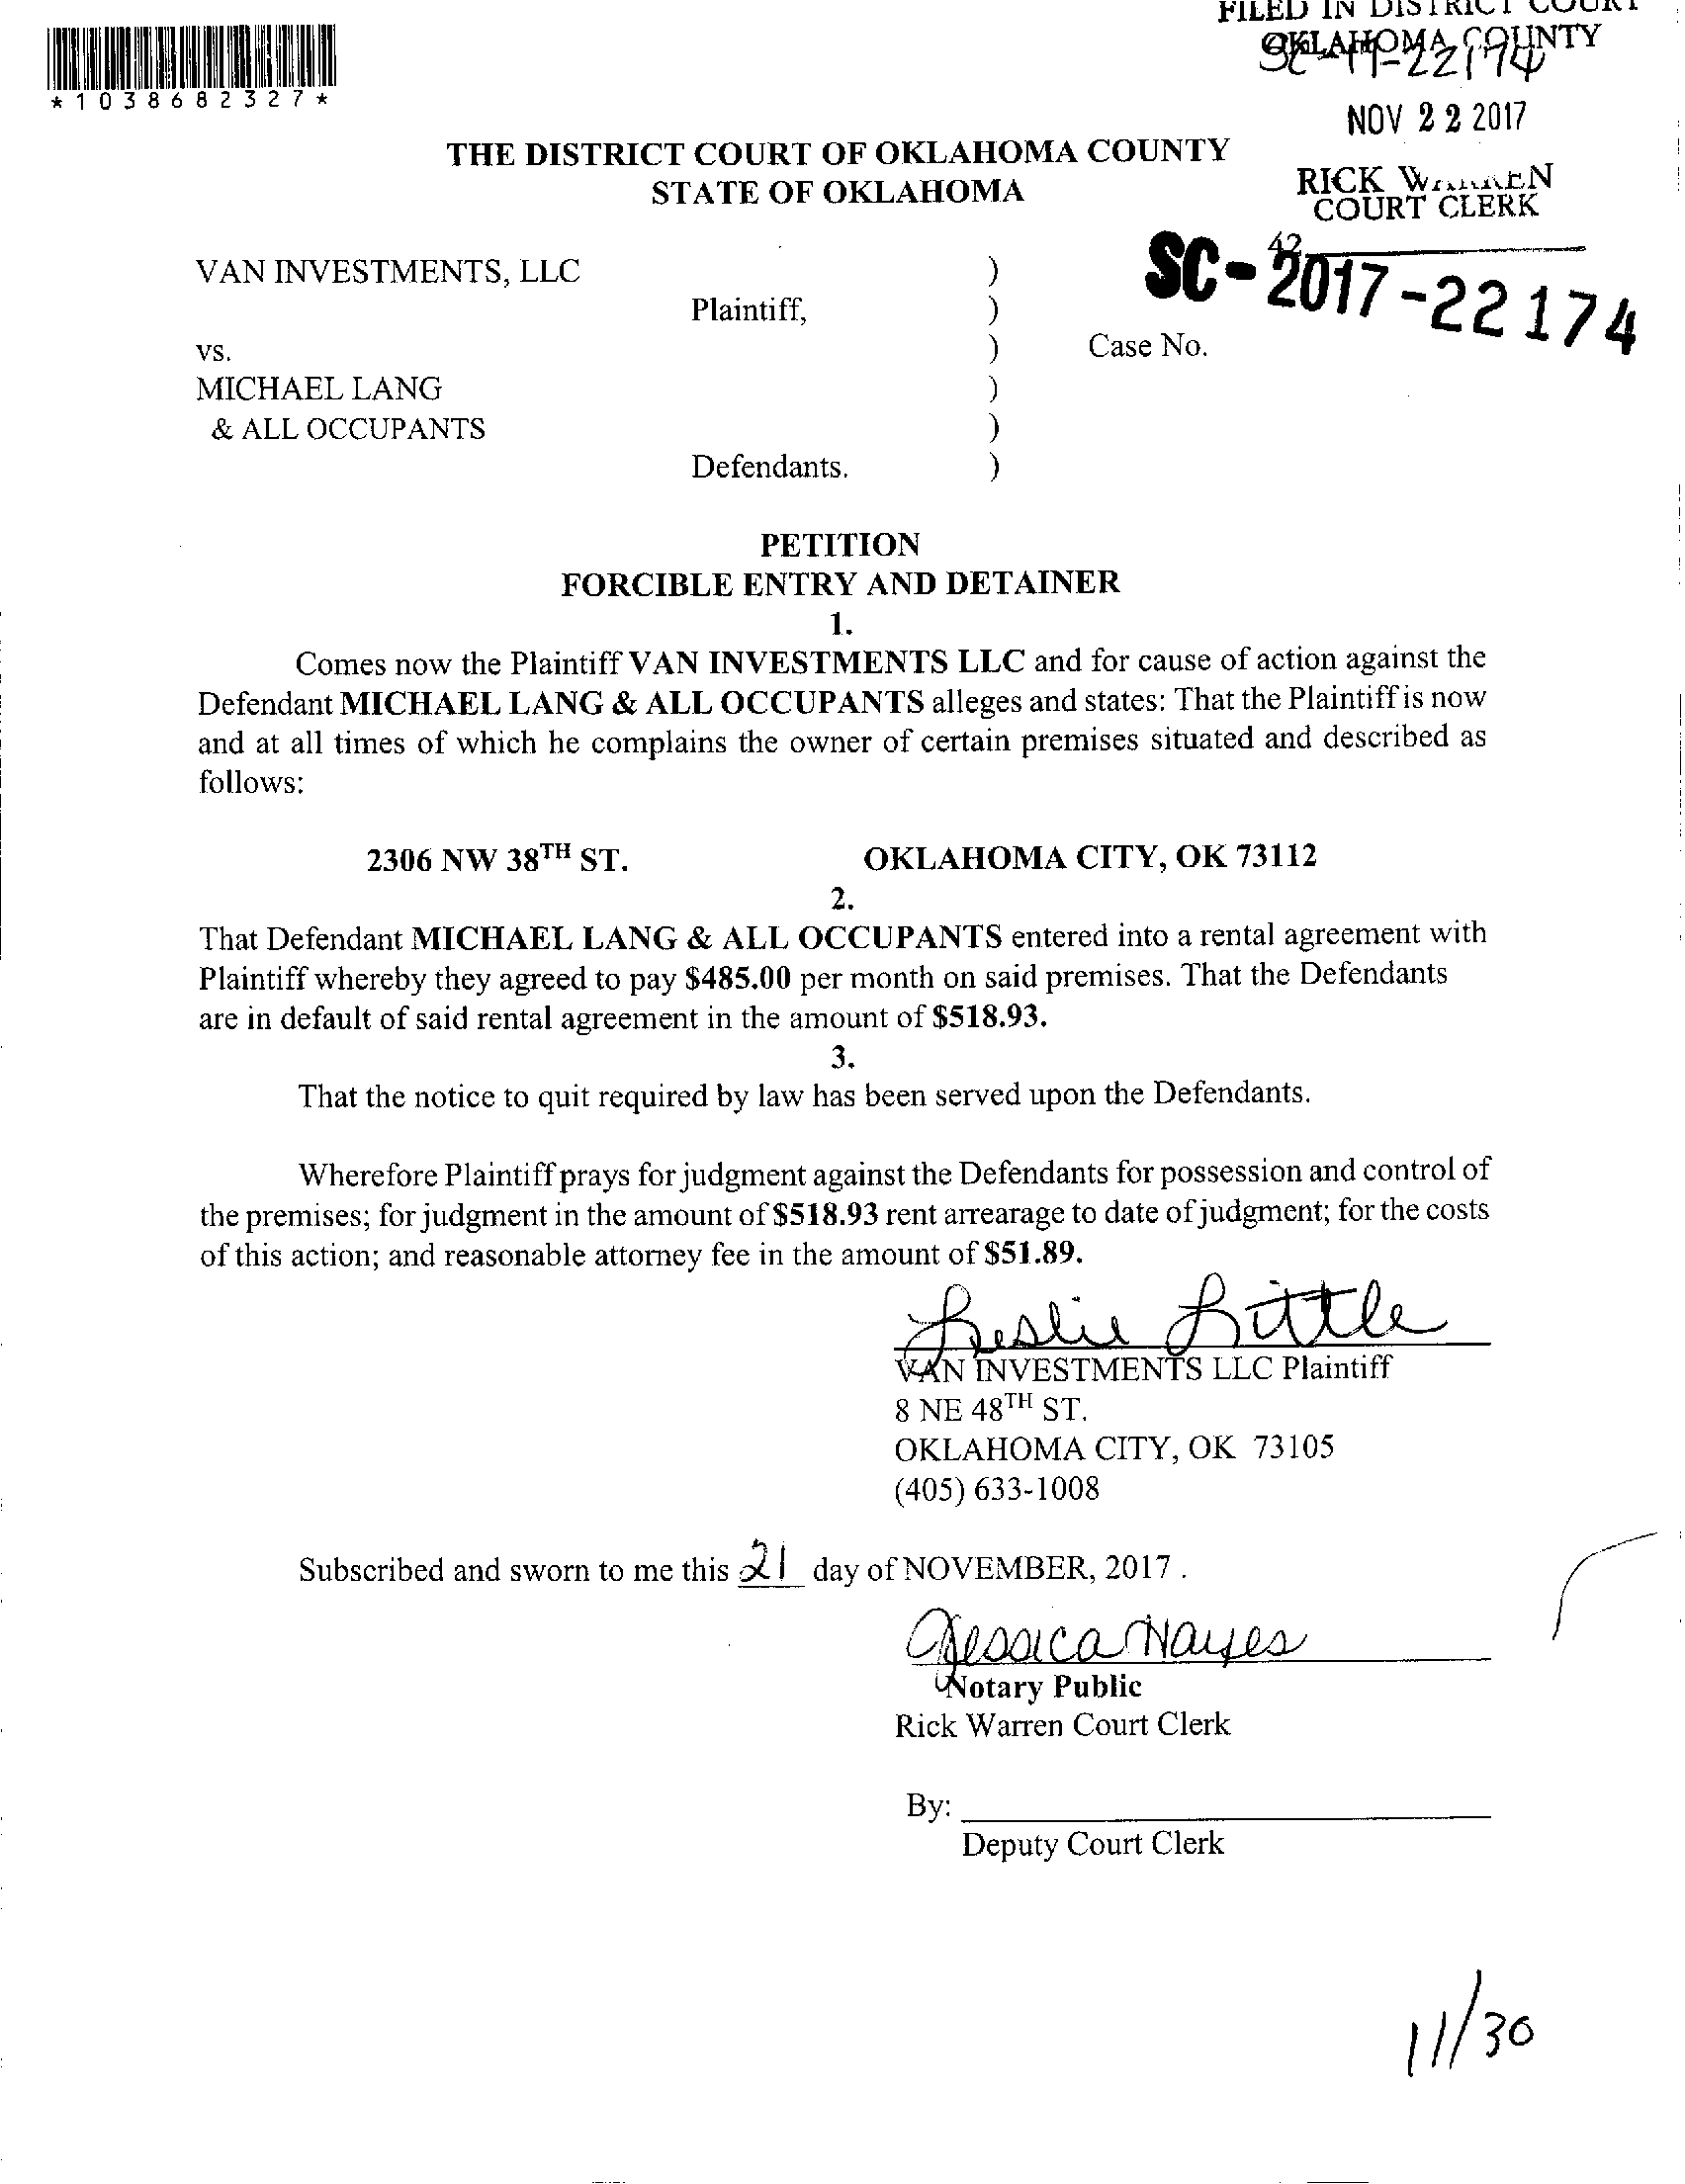 FILED IN DISTRICT COURT
OKLAHOMA COUNTY
SC-17-22174
*1038682327*
NOV 22 2017
THE DISTRICT COURT OF OKLAHOMA COUNTY
STATE OF OKLAHOMA
RICK WARREN
COURT CLERK
42
SC-2017-22174
VAN INVESTMENTS, LLC )
Plaintiff, )
vs. ) Case No.
MICHAEL LANG )
& ALL OCCUPANTS )
Defendants. )
PETITION
FORCIBLE ENTRY AND DETAINER
1.
Comes now the Plaintiff VAN INVESTMENTS LLC and for cause of action against the
Defendant MICHAEL LANG & ALL OCCUPANTS alleges and states: That the Plaintiff is now
and at all times of which he complains the owner of certain premises situated and described as
follows:
2306 NW 38TH ST. OKLAHOMA CITY, OK 73112
2.
That Defendant MICHAEL LANG & ALL OCCUPANTS entered into a rental agreement with
Plaintiff whereby they agreed to pay $485.00 per month on said premises. That the Defendants
are in default of said rental agreement in the amount of $518.93.
3.
That the notice to quit required by law has been served upon the Defendants.
Wherefore Plaintiff prays for judgment against the Defendants for possession and control of
the premises; for judgment in the amount of $518.93 rent arrearage to date of judgment; for the costs
of this action; and reasonable attorney fee in the amount of $51.89.
Leslie Little
VAN INVESTMENTS LLC Plaintiff
8 NE 48TH ST.
OKLAHOMA CITY, OK 73105
(405) 633-1008
Subscribed and sworn to me this 21 day of NOVEMBER, 2017 .
Jessica Hayes
Notary Public
Rick Warren Court Clerk
By:
Deputy Court Clerk
11/30